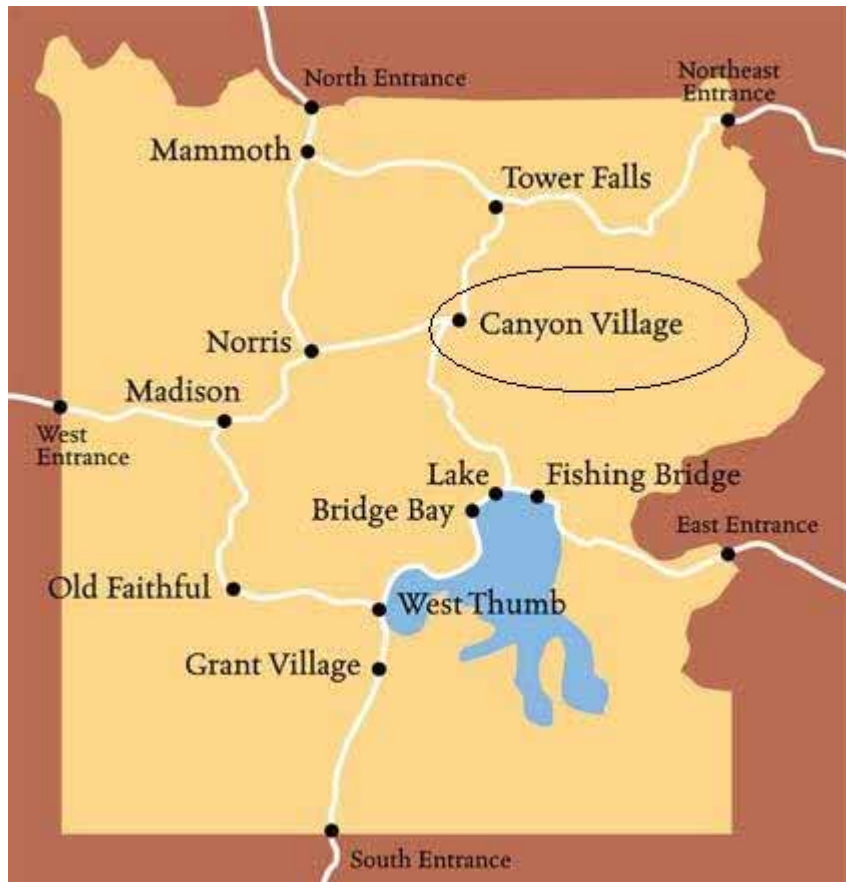 North Entrance
Northeast
Entrance
Mammoth
Tower Falls
Canyon Village
Norris
Madison
West
Entrance
Lake
Fishing Bridge
Bridge Bay
East Entrance
Old Faithful
West Thumb
Grant Village
South Entrance